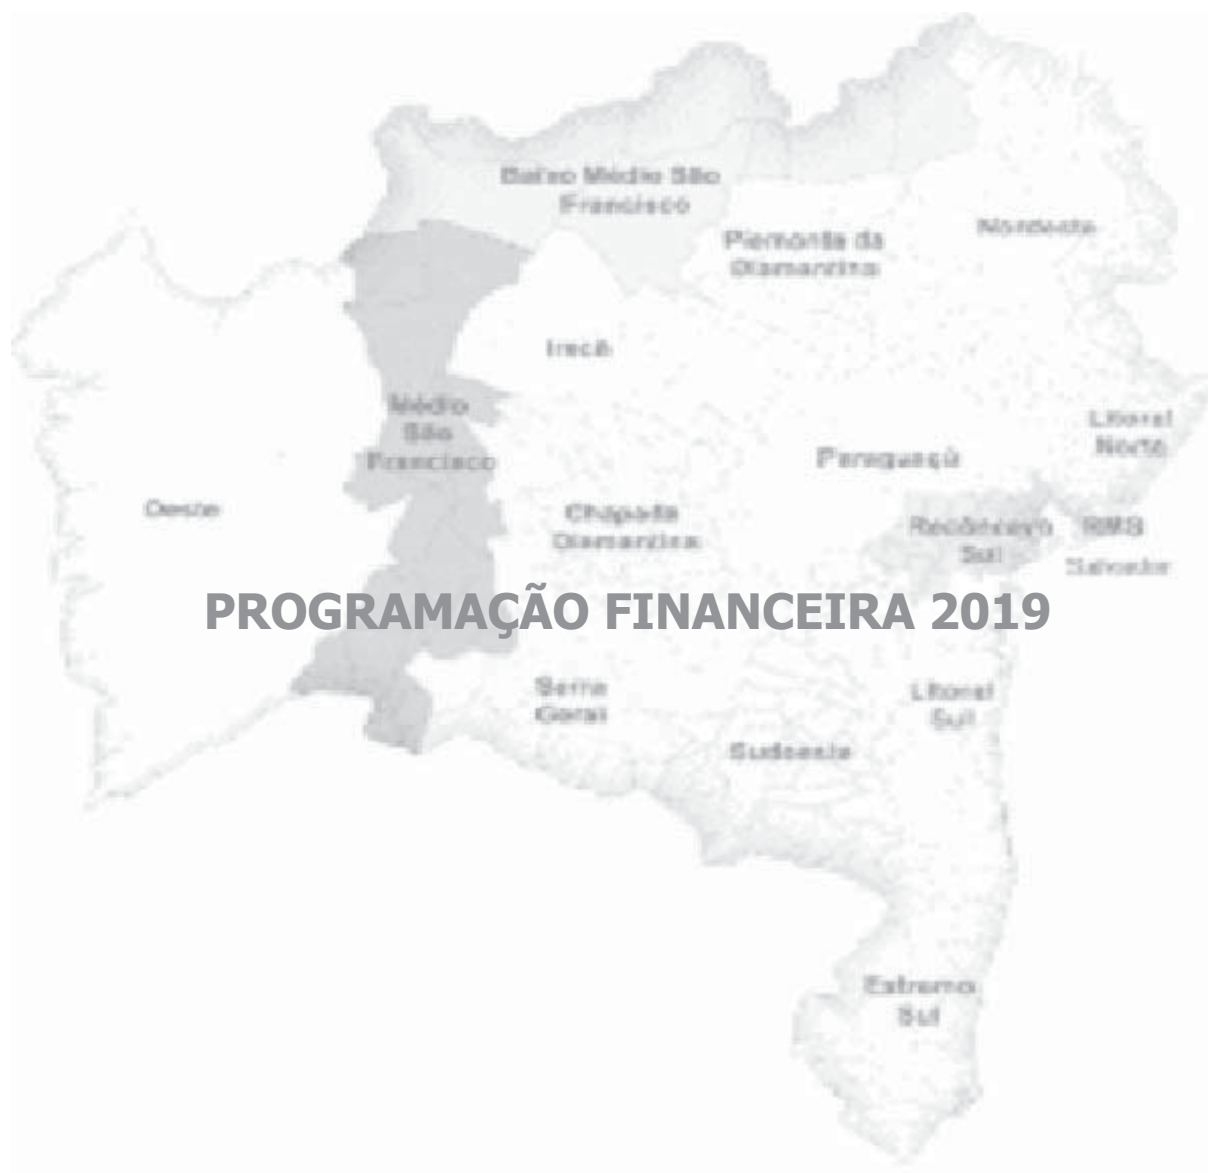 Baixo Médio São
Francisco
Nordeste
Piemonte da
Diamantina
Irecê
Médio
São
Francisco
Litoral
Norte
Paraguaçú
Oeste
Chapada
Diamantina
Recôncavo
Sul
RMS
Salvador
PROGRAMAÇÃO FINANCEIRA 2019
Serra
Geral
Litoral
Sul
Sudoeste
Extremo
Sul